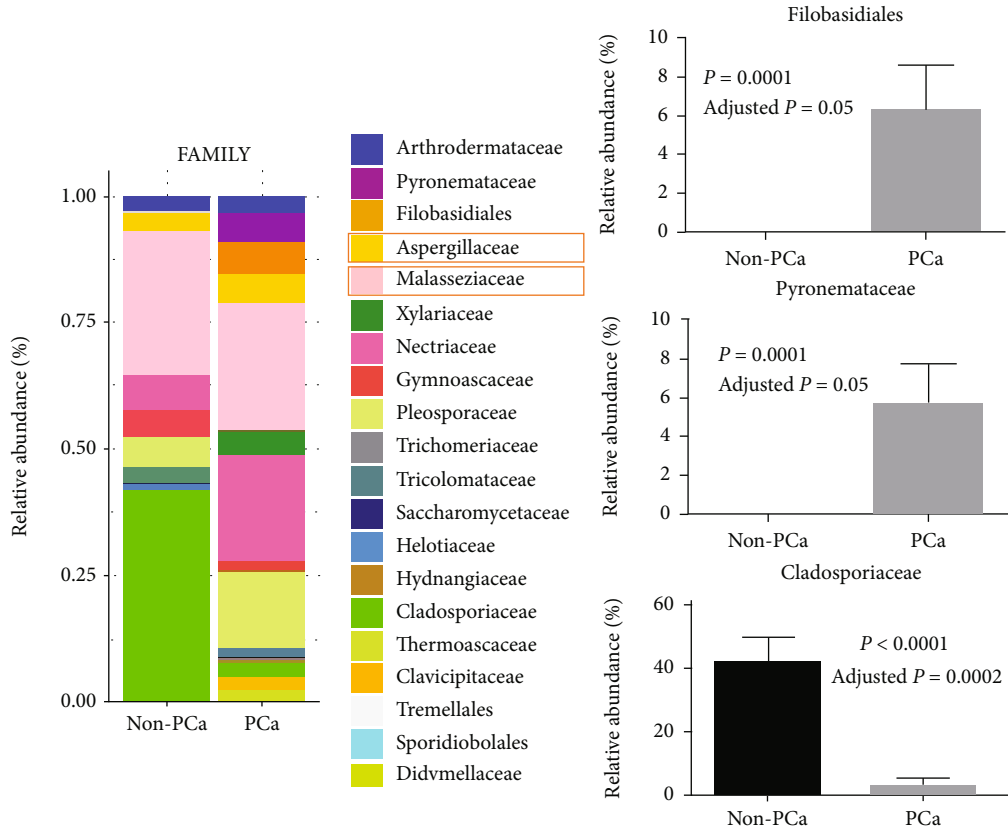 FAMILY
Relative abundance (%)
1.00
0.75
0.50
0.25
0.00
Non-PCa
PCa
Arthrodermataceae
Pyronemataceae
Filobasidiales
Aspergillaceae
Malasseziaceae
Xylariaceae
Nectriaceae
Gymnoascaceae
Pleosporaceae
Trichomeriaceae
Tricolomataceae
Saccharomycetaceae
Helotiaceae
Hydnangiaceae
Cladosporiaceae
Thermoascaceae
Clavicipitaceae
Tremellales
Sporidiobolales
Didvmellaceae
Filobasidiales
Relative abundance (%)
10
8
6
4
2
0
P = 0.0001
Adjusted P = 0.05
Non-PCa
PCa
Pyronemataceae
Relative abundance (%)
10
8
6
4
2
0
P = 0.0001
Adjusted P = 0.05
Non-PCa
PCa
Cladosporiaceae
Relative abundance (%)
60
40
20
0
P < 0.0001
Adjusted P = 0.0002
Non-PCa
PCa